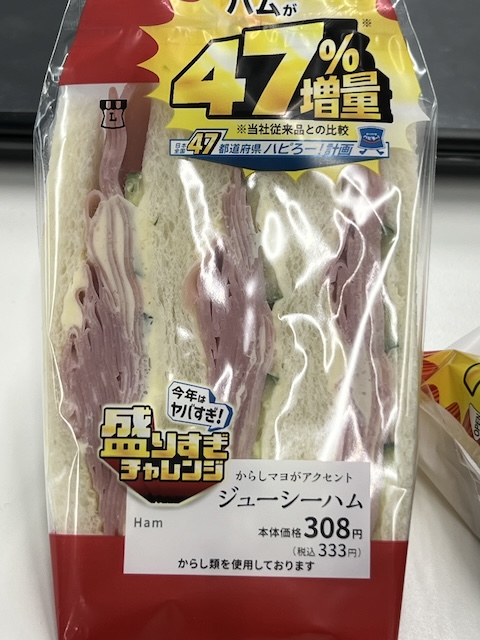 ハムが
47%増量※
※当社従来品との比較
日本全国47都道府県ハピろー!計画
L
今年はヤバすぎ!
盛りすぎチャレンジ
からしマヨがアクセント
ジューシーハム
Ham
本体価格308円
(税込333円)
からし類を使用しております